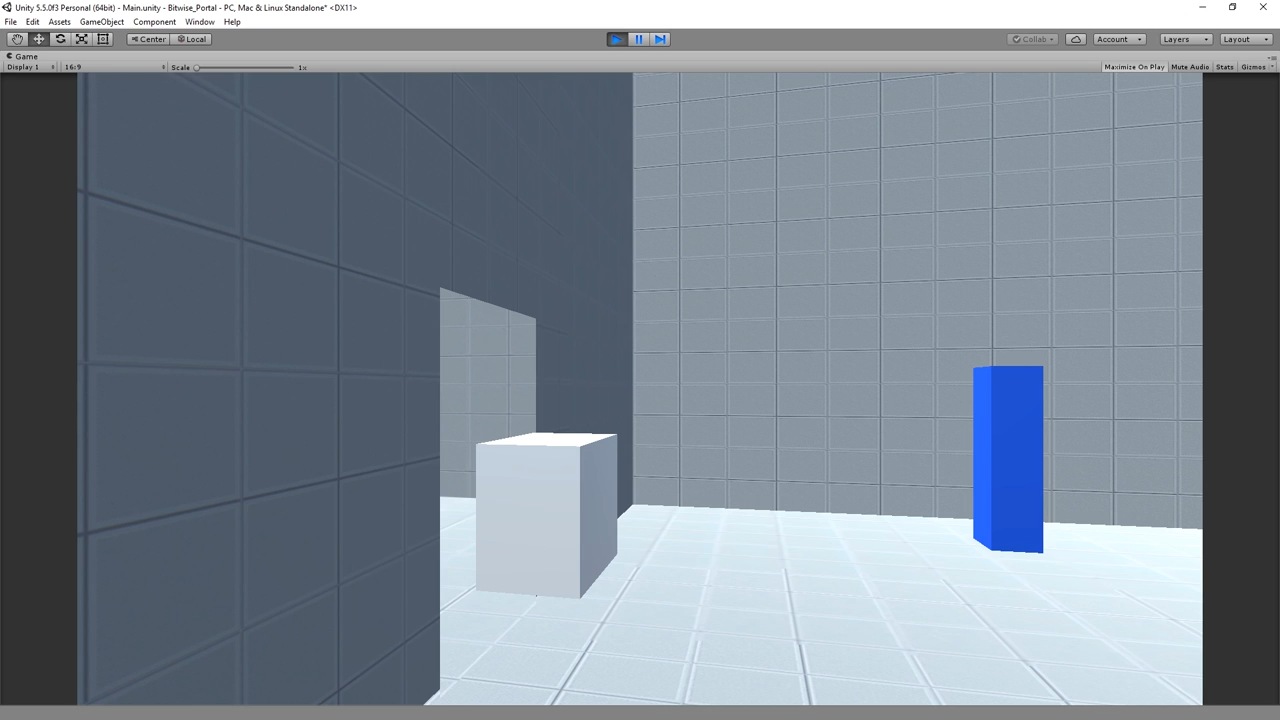 Unity 5.5.0f3 Personal (64bit) - Main.unity - Bitwise_Portal - PC, Mac & Linux Standalone* <DX11>
File Edit Assets GameObject Component Window Help
Center Local Collab Account Layers Layout
Game
Display 1 16:9 Scale 1x Maximize On Play Mute Audio Stats Gizmos